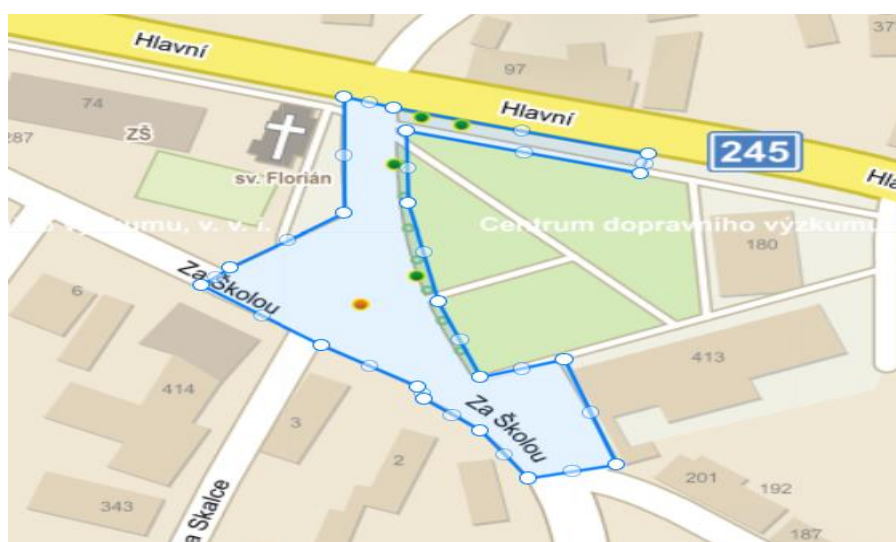 Hlavní
37
97
74
Hlavní
ZŠ
287
245
Hla
sv. Florián
výzkumu, v. v. i.
Centrum dopravního výzkumu
180
Za Školou
6
413
414
3
Za Školou
2
201
192
343
a Skalce
187